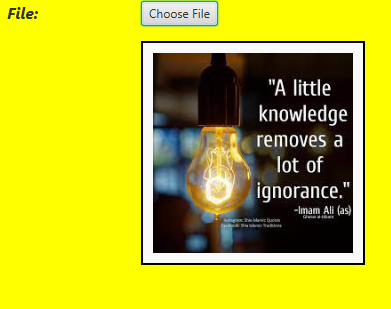 File:
Choose File
"A little
knowledge
removes a
lot of
ignorance."
-Imam Ali (as)